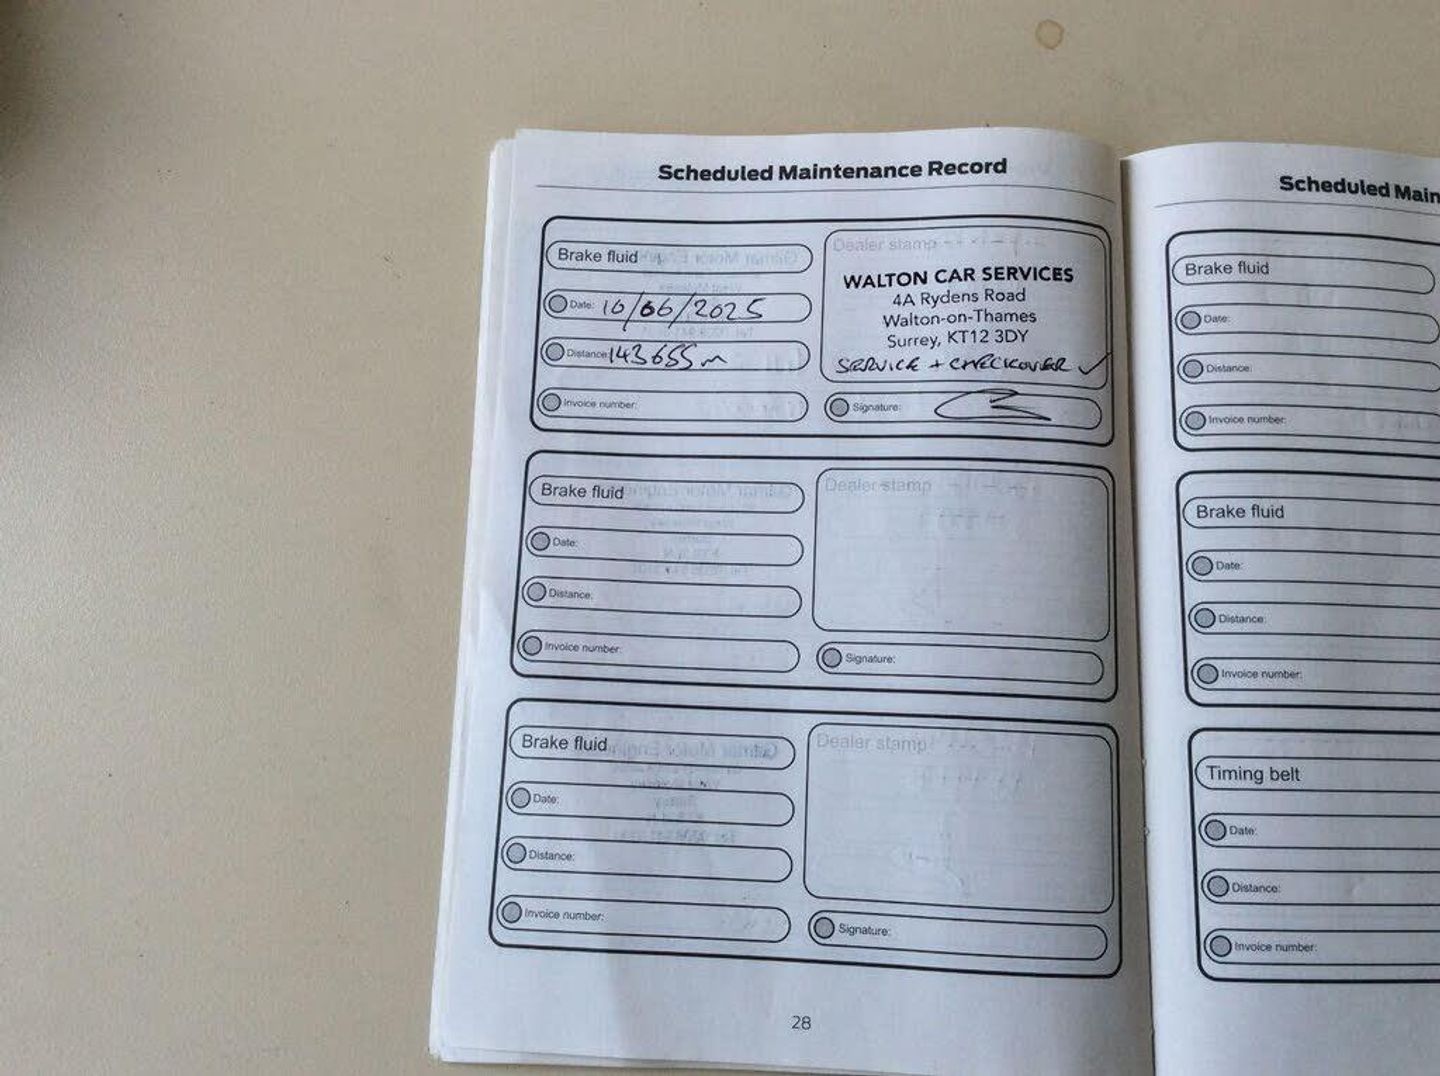 Scheduled Maintenance Record
Brake fluid
Date: 10/06/2025
Distance: 143655 m
Invoice number:
Dealer stamp
WALTON CAR SERVICES
4A Rydens Road
Walton-on-Thames
Surrey, KT12 3DY
SERVICE + CHECKOVER ✓
Signature:
Brake fluid
Date:
Distance:
Invoice number:
Dealer stamp
Signature:
Brake fluid
Date:
Distance:
Invoice number:
Dealer stamp
Signature:
28
Scheduled Main
Brake fluid
Date:
Distance:
Invoice number:
Brake fluid
Date:
Distance:
Invoice number:
Timing belt
Date:
Distance:
Invoice number: